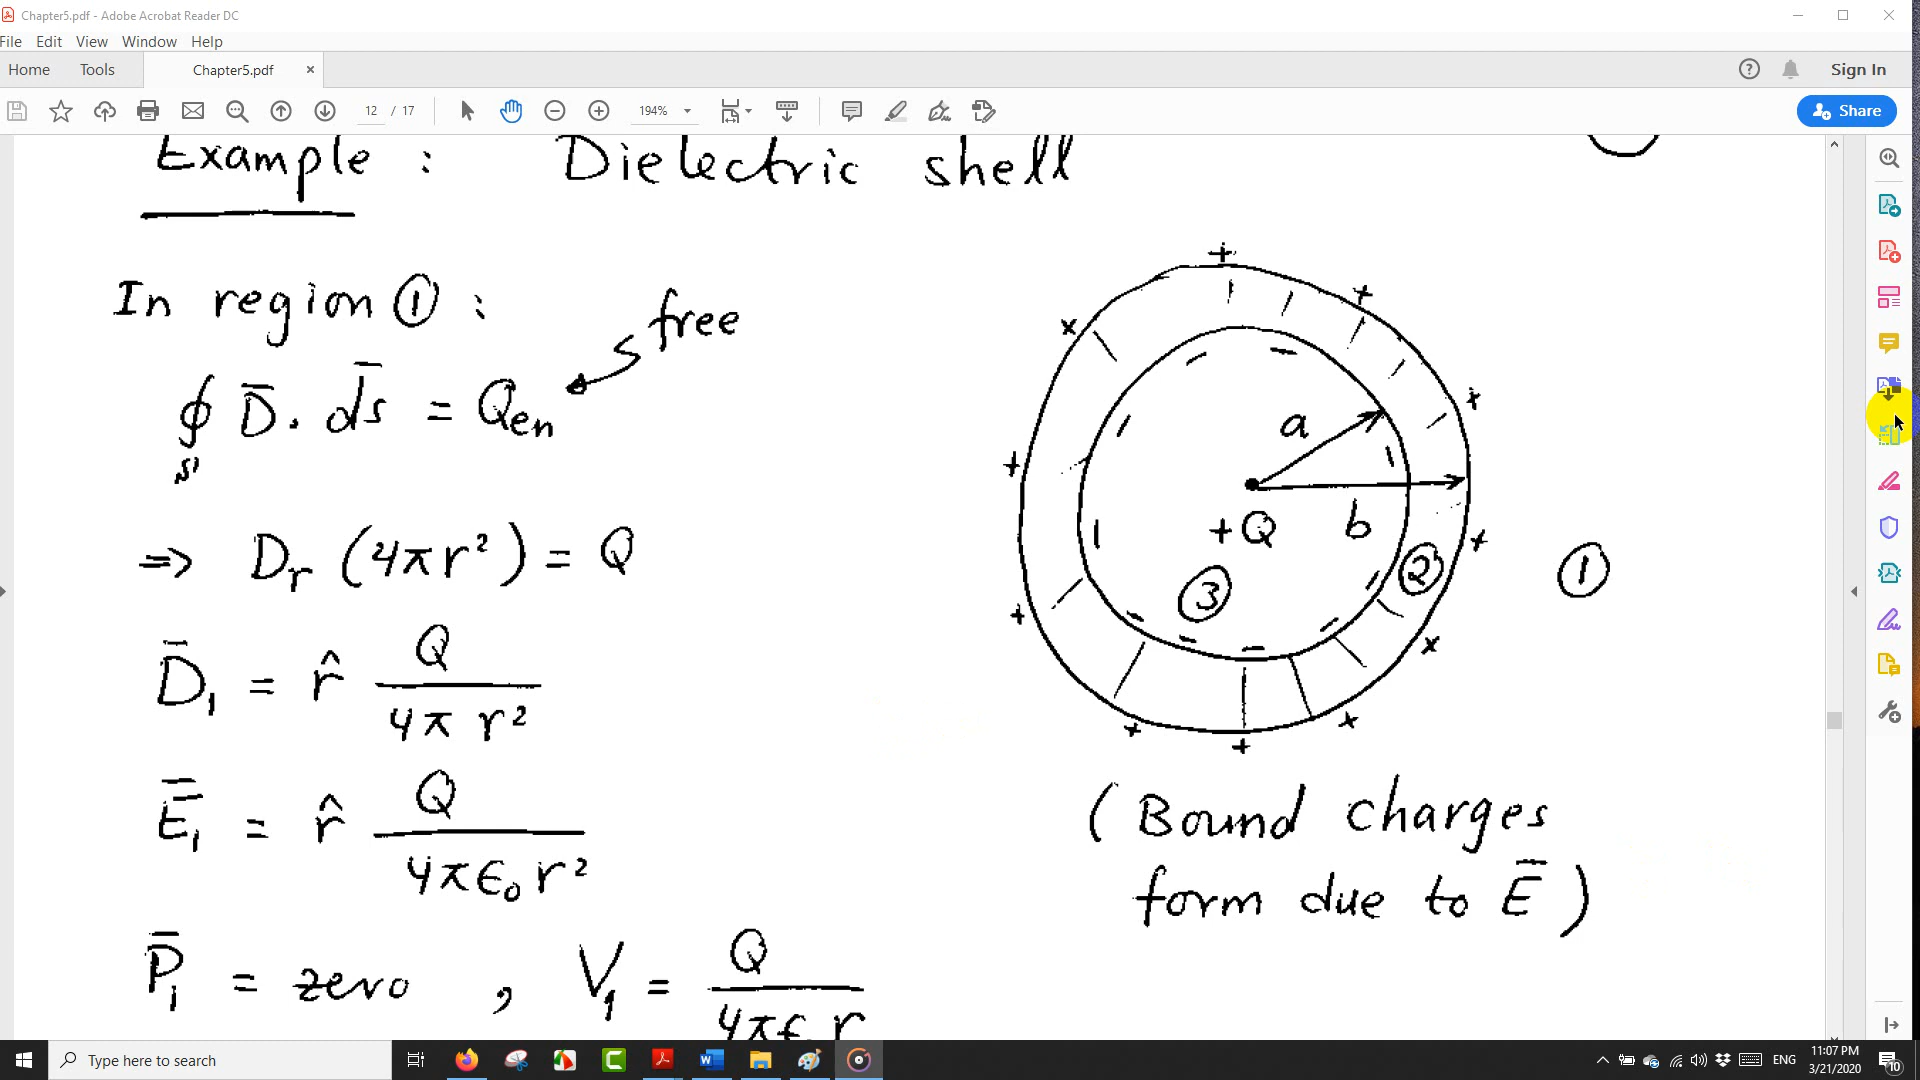 Chapter5.pdf - Adobe Acrobat Reader DC
File Edit View Window Help
Home Tools Chapter5.pdf × Sign In
12 / 17 194% Share
Example : Dielectric shell
In region ① :
free
∮ D̄ . d̄s = Qen
S
⇒ Dr (4πr²) = Q
D̄₁ = r̂ Q / 4π r²
Ē₁ = r̂ Q / 4πϵ₀ r²
P̄₁ = zero , V₁ = Q / 4πϵ r
a
+Q b
③ ② ①
( Bound charges
form due to Ē )
Type here to search
ENG
11:07 PM
3/21/2020
10